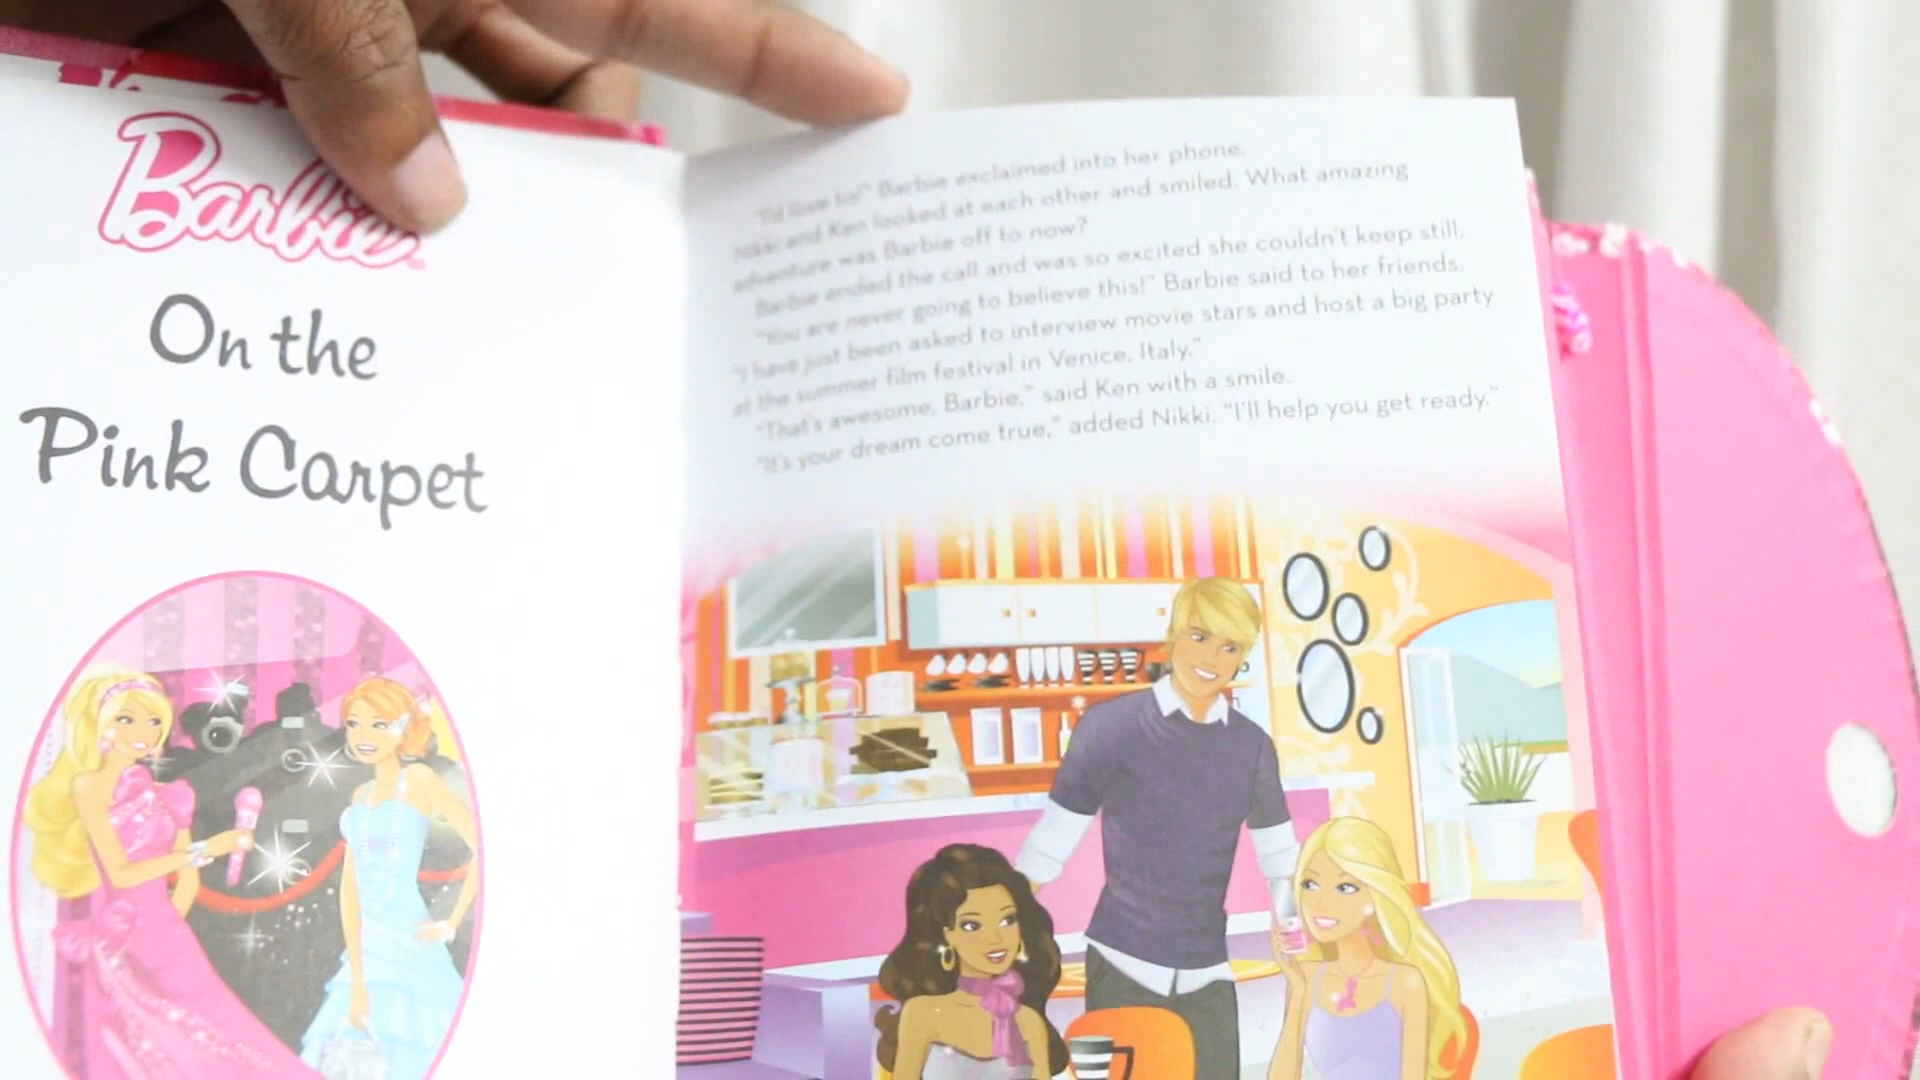 Barbie
On the
Pink Carpet
"I'd love to!" Barbie exclaimed into her phone.
Nikki and Ken looked at each other and smiled. What amazing
adventure was Barbie off to now?
Barbie ended the call and was so excited she couldn't keep still.
"You are never going to believe this!" Barbie said to her friends.
"I have just been asked to interview movie stars and host a big party
at the summer film festival in Venice, Italy."
"That's awesome, Barbie," said Ken with a smile.
"It's your dream come true," added Nikki. "I'll help you get ready."